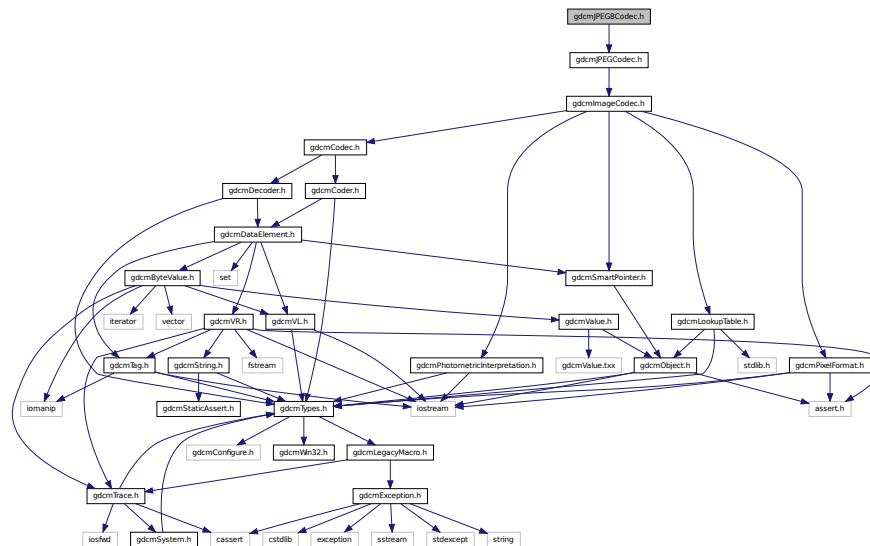 gdcmJPEG8Codec.h
gdcmJPEGCodec.h
gdcmImageCodec.h
gdcmCodec.h
gdcmDecoder.h
gdcmCoder.h
gdcmDataElement.h
gdcmByteValue.h
set
gdcmSmartPointer.h
iterator
vector
gdcmVR.h
gdcmVL.h
gdcmValue.h
gdcmLookupTable.h
gdcmTag.h
gdcmString.h
fstream
gdcmPhotometricInterpretation.h
gdcmValue.txx
gdcmObject.h
stdlib.h
gdcmPixelFormat.h
iomanip
gdcmStaticAssert.h
gdcmTypes.h
iostream
assert.h
gdcmConfigure.h
gdcmWin32.h
gdcmLegacyMacro.h
gdcmTrace.h
gdcmException.h
iosfwd
gdcmSystem.h
cassert
cstdlib
exception
sstream
stdexcept
string